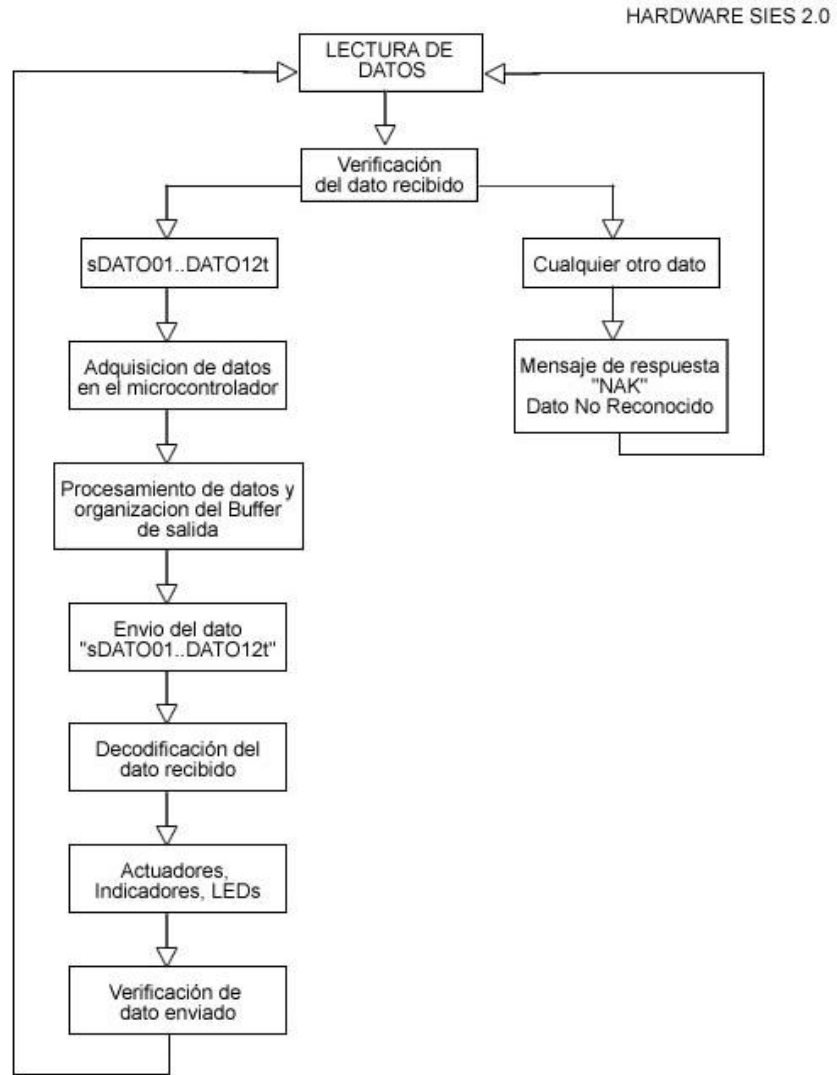 HARDWARE SIES 2.0
LECTURA DE
DATOS
Verificación
del dato recibido
sDATO01..DATO12t
Cualquier otro dato
Adquisicion de datos
en el microcontrolador
Mensaje de respuesta
"NAK"
Dato No Reconocido
Procesamiento de datos y
organizacion del Buffer
de salida
Envio del dato
"sDATO01..DATO12t"
Decodificación del
dato recibido
Actuadores,
Indicadores, LEDs
Verificación de
dato enviado